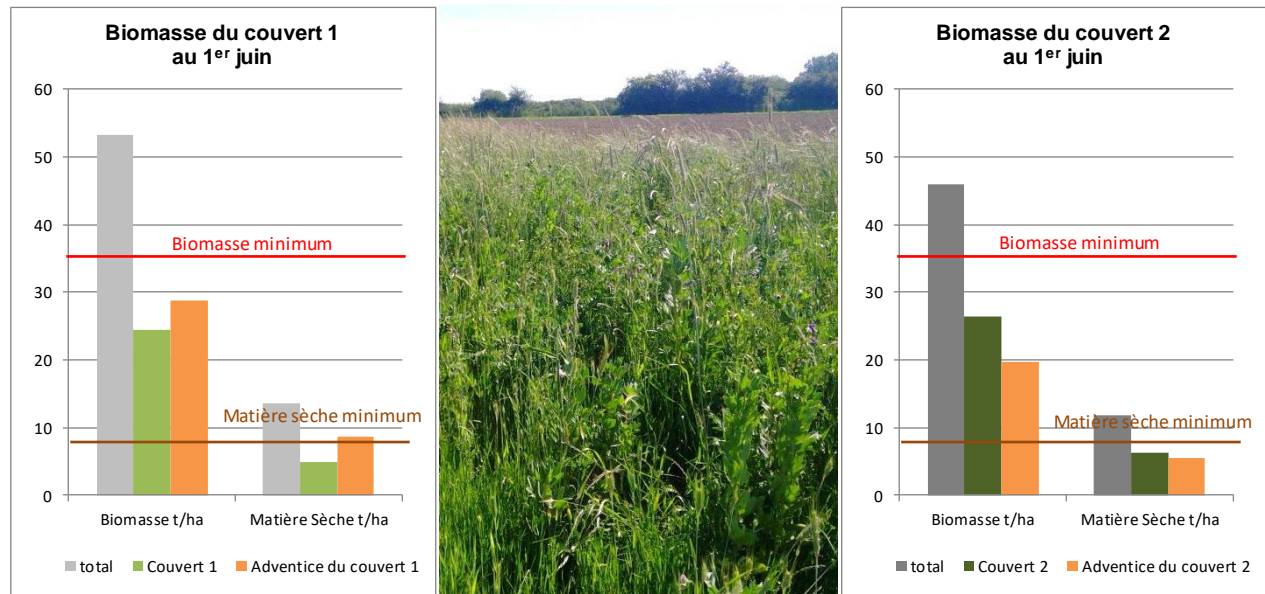 Biomasse du couvert 1
au 1er juin
60
50
40
Biomasse minimum
30
20
Matière sèche minimum
10
0
Biomasse t/ha
Matière Sèche t/ha
total
Couvert 1
Adventice du couvert 1
Biomasse du couvert 2
au 1er juin
60
50
40
Biomasse minimum
30
20
Matière sèche minimum
10
0
Biomasse t/ha
Matière Sèche t/ha
total
Couvert 2
Adventice du couvert 2